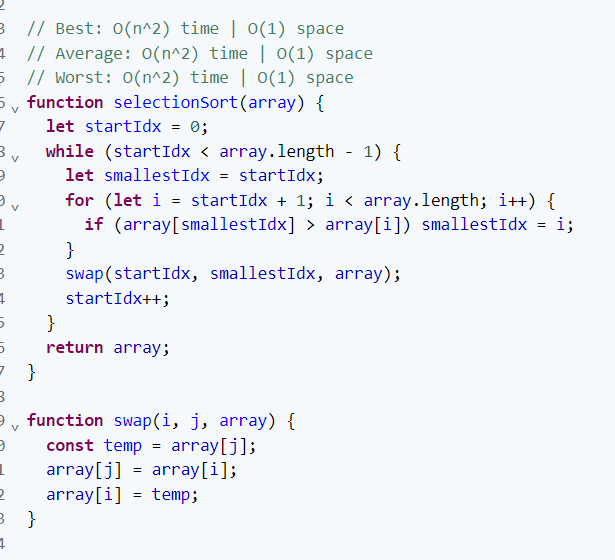 2
3 // Best: O(n^2) time | O(1) space
4 // Average: O(n^2) time | O(1) space
5 // Worst: O(n^2) time | O(1) space
6 function selectionSort(array) {
7   let startIdx = 0;
8   while (startIdx < array.length - 1) {
9     let smallestIdx = startIdx;
0     for (let i = startIdx + 1; i < array.length; i++) {
1       if (array[smallestIdx] > array[i]) smallestIdx = i;
2     }
3     swap(startIdx, smallestIdx, array);
4     startIdx++;
5   }
6   return array;
7 }
8
9 function swap(i, j, array) {
0   const temp = array[j];
1   array[j] = array[i];
2   array[i] = temp;
3 }
4